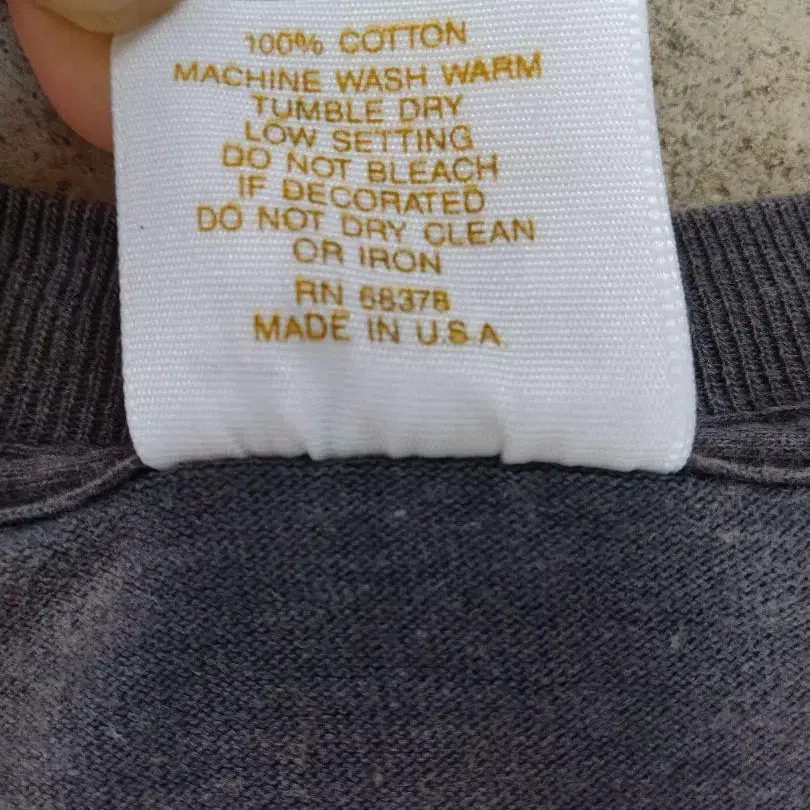 100% COTTON
MACHINE WASH WARM
TUMBLE DRY
LOW SETTING
DO NOT BLEACH
IF DECORATED
DO NOT DRY CLEAN
OR IRON
RN 68378
MADE IN U.S.A